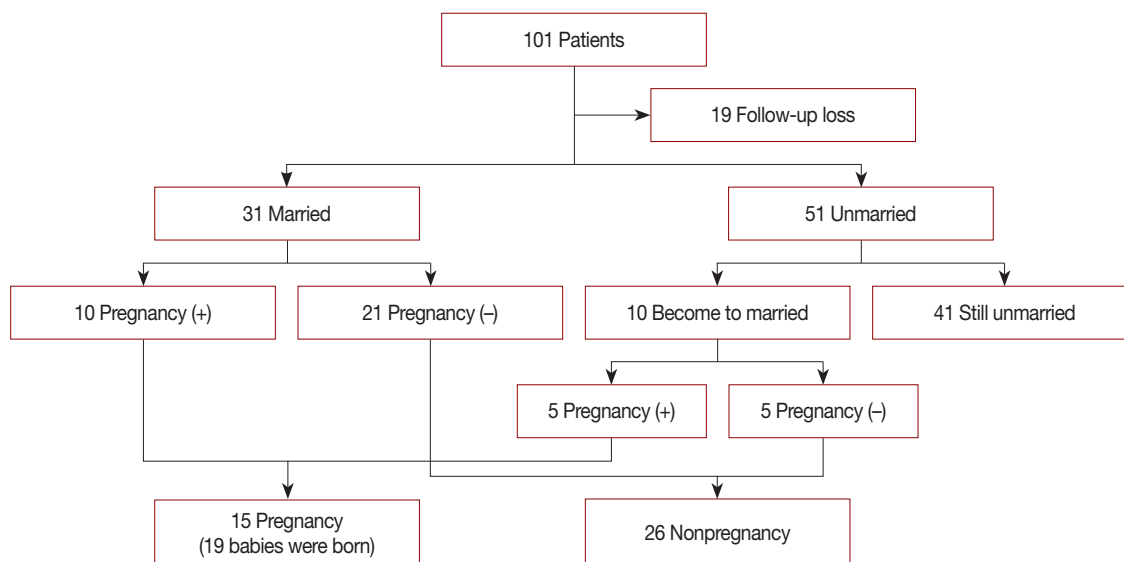 101 Patients
19 Follow-up loss
31 Married
51 Unmarried
10 Pregnancy (+)
21 Pregnancy (–)
10 Become to married
41 Still unmarried
5 Pregnancy (+)
5 Pregnancy (–)
15 Pregnancy
(19 babies were born)
26 Nonpregnancy